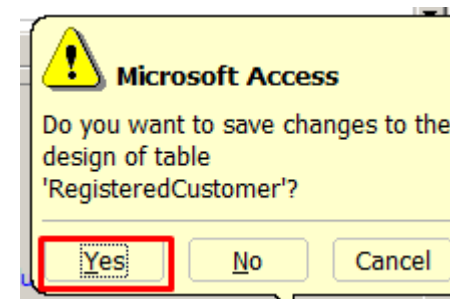 Microsoft Access
Do you want to save changes to the
design of table
'RegisteredCustomer'?
Yes No Cancel